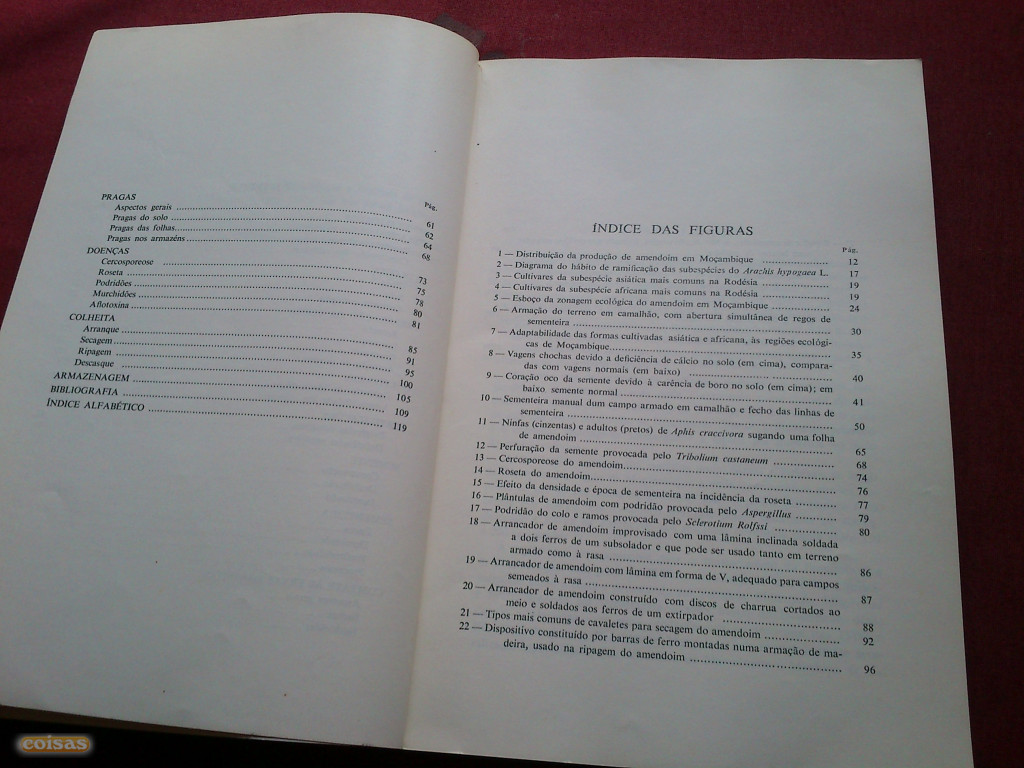 PRAGAS
Pág.
Aspectos gerais ........ 61
Pragas do solo ........ 62
Pragas das folhas ........ 64
Pragas nos armazéns ........ 68
DOENÇAS
Cercosporeose ........ 73
Roseta ........ 75
Podridões ........ 78
Murchidões ........ 80
Aflotoxina ........ 81
COLHEITA
Arranque ........ 85
Secagem ........ 91
Ripagem ........ 95
Descasque ........ 100
ARMAZENAGEM ........ 105
BIBLIOGRAFIA ........ 109
ÍNDICE ALFABÉTICO ........ 119
ÍNDICE DAS FIGURAS
Pág.
1 — Distribuição da produção de amendoim em Moçambique ........ 12
2 — Diagrama do hábito de ramificação das subespécies do Arachis hypogaea L. 17
3 — Cultivares da subespécie asiática mais comuns na Rodésia ........ 19
4 — Cultivares da subespécie africana mais comuns na Rodésia ........ 19
5 — Esboço da zonagem ecológica do amendoim em Moçambique ........ 24
6 — Armação do terreno em camalhão, com abertura simultânea de regos de
sementeira ........ 30
7 — Adaptabilidade das formas cultivadas asiática e africana, às regiões ecológi-
cas de Moçambique ........ 35
8 — Vagens chochas devido a deficiência de cálcio no solo (em cima), compara-
das com vagens normais (em baixo) ........ 40
9 — Coração oco da semente devido à carência de boro no solo (em cima); em
baixo semente normal ........ 41
10 — Sementeira manual dum campo armado em camalhão e fecho das linhas de
sementeira ........ 50
11 — Ninfas (cinzentas) e adultos (pretos) de Aphis craccivora sugando uma folha
de amendoim ........ 65
12 — Perfuração da semente provocada pelo Tribolium castaneum ........ 68
13 — Cercosporeose do amendoim ........ 74
14 — Roseta do amendoim ........ 76
15 — Efeito da densidade e época de sementeira na incidência da roseta ........ 77
16 — Plântulas de amendoim com podridão provocada pelo Aspergillus ........ 79
17 — Podridão do colo e ramos provocada pelo Sclerotium Rolfssi ........ 80
18 — Arrancador de amendoim improvisado com uma lâmina inclinada soldada
a dois ferros de um subsolador e que pode ser usado tanto em terreno
armado como à rasa ........ 86
19 — Arrancador de amendoim com lâmina em forma de V, adequado para campos
semeados à rasa ........ 87
20 — Arrancador de amendoim construído com discos de charrua cortados ao
meio e soldados aos ferros de um extirpador ........ 88
21 — Tipos mais comuns de cavaletes para secagem do amendoim ........ 92
22 — Dispositivo constituído por barras de ferro montadas numa armação de ma-
deira, usado na ripagem do amendoim ........ 96
coisas